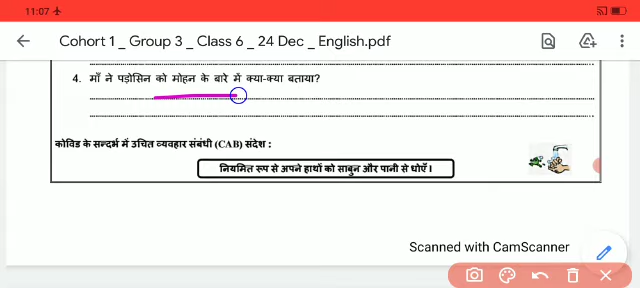 11:07
Cohort 1 _ Group 3 _ Class 6 _ 24 Dec _ English.pdf
4. माँ ने पड़ोसिन को मोहन के बारे में क्या-क्या बताया?
कोविड के सन्दर्भ में उचित व्यवहार संबंधी (CAB) संदेश :
नियमित रूप से अपने हाथों को साबुन और पानी से धोएँ ।
Scanned with CamScanner